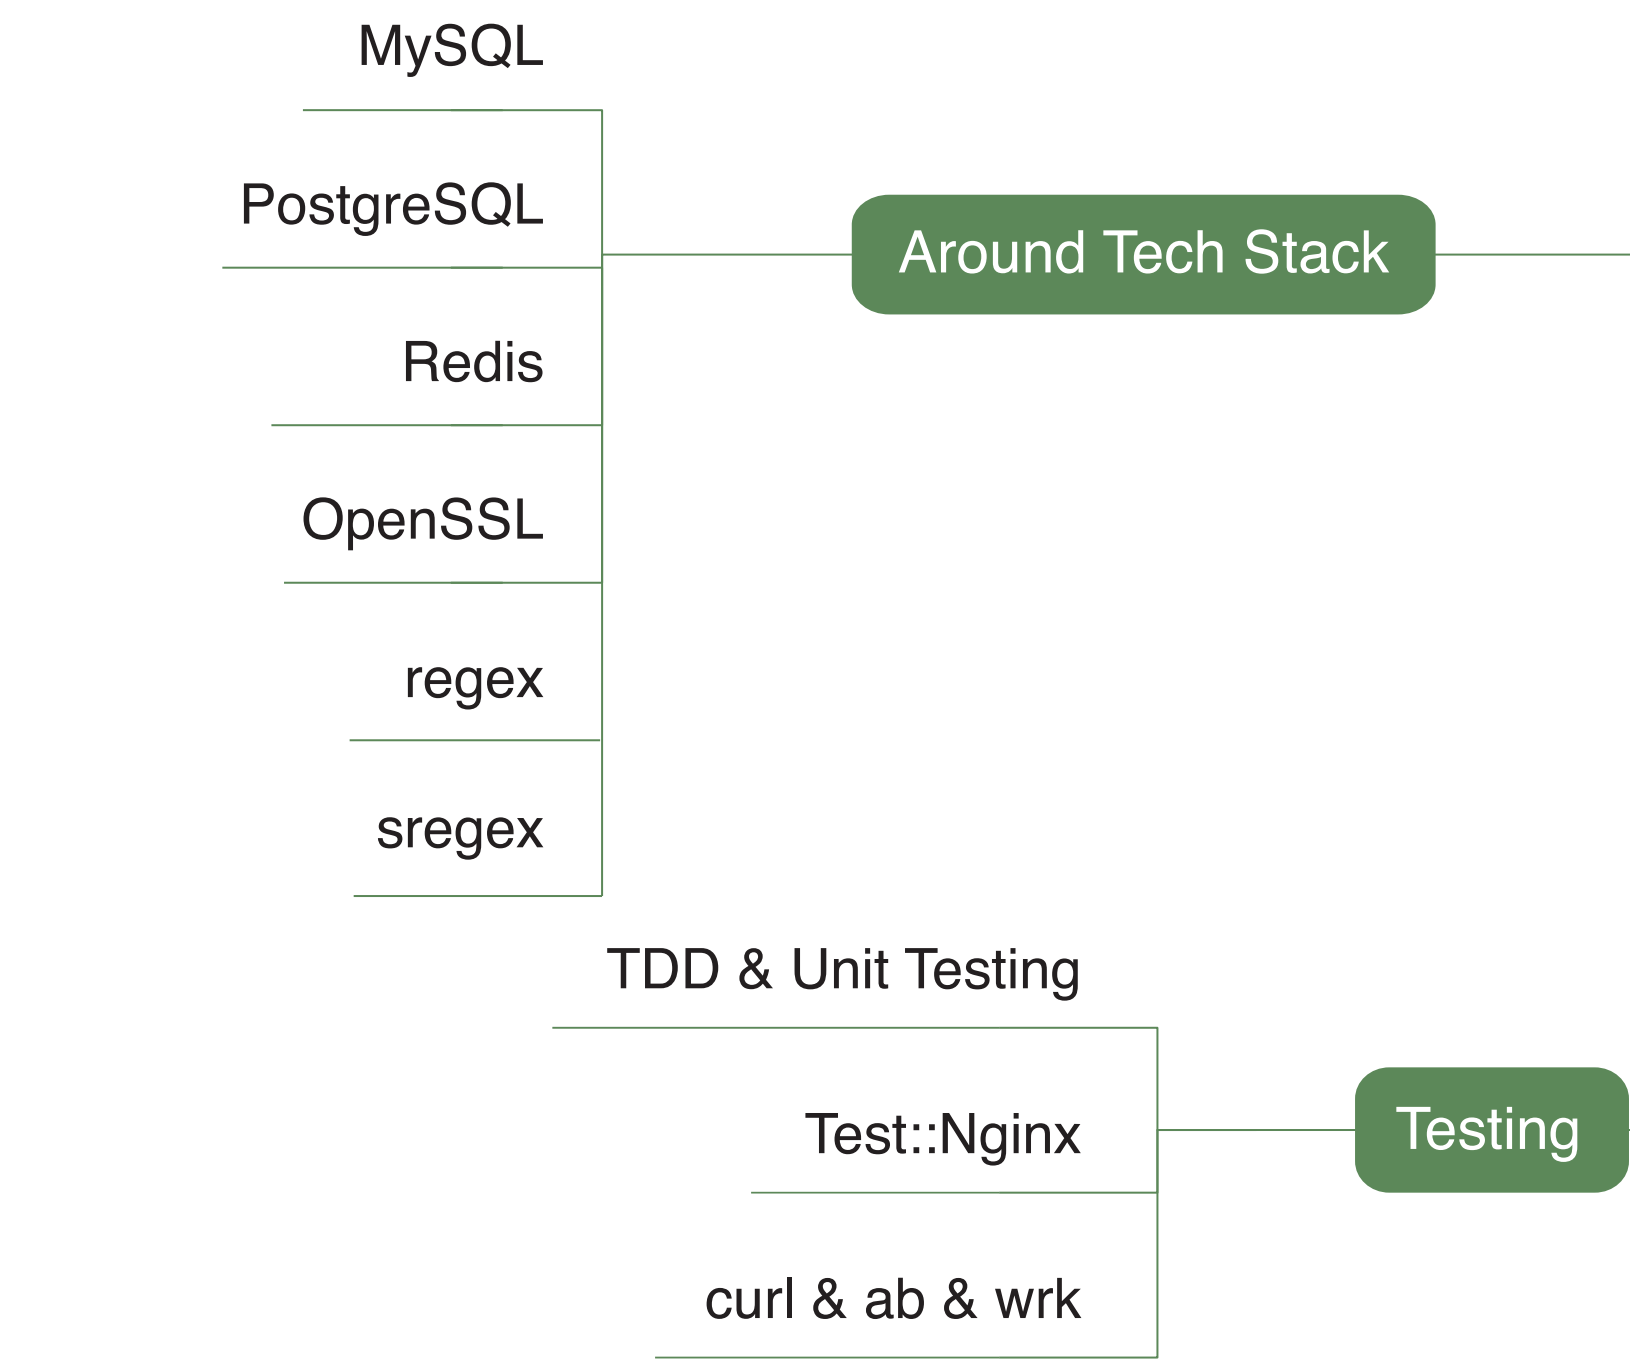 MySQL
PostgreSQL
Around Tech Stack
Redis
OpenSSL
regex
sregex
TDD & Unit Testing
Test::Nginx
Testing
curl & ab & wrk